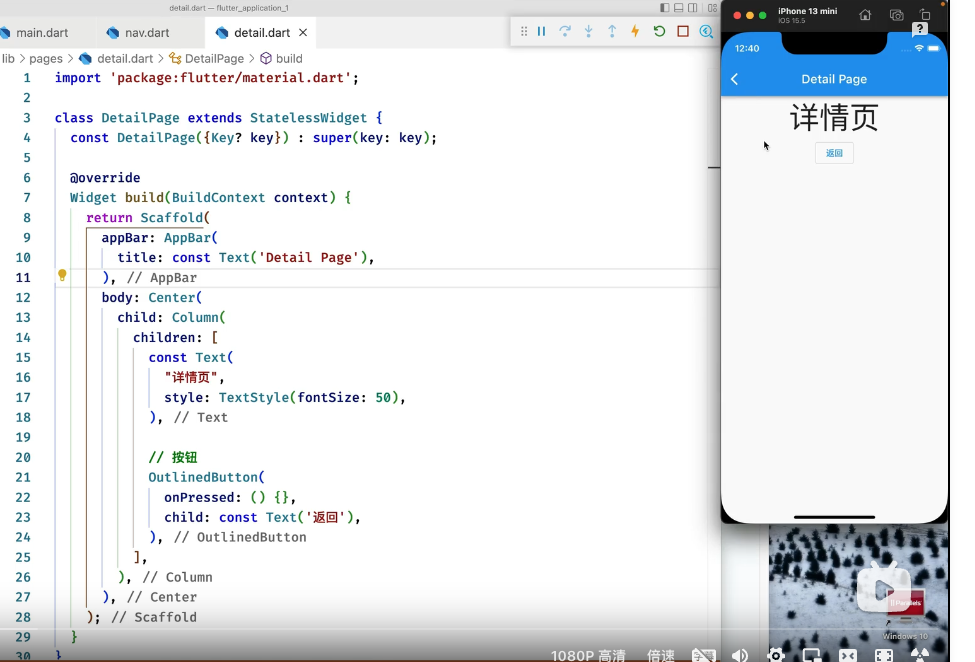 detail.dart — flutter_application_1
main.dart
nav.dart
detail.dart
lib > pages > detail.dart > DetailPage > build
1 import 'package:flutter/material.dart';
2
3 class DetailPage extends StatelessWidget {
4 const DetailPage({Key? key}) : super(key: key);
5
6 @override
7 Widget build(BuildContext context) {
8 return Scaffold(
9 appBar: AppBar(
10 title: const Text('Detail Page'),
11 ), // AppBar
12 body: Center(
13 child: Column(
14 children: [
15 const Text(
16 "详情页",
17 style: TextStyle(fontSize: 50),
18 ), // Text
19
20 // 按钮
21 OutlinedButton(
22 onPressed: () {},
23 child: const Text('返回'),
24 ), // OutlinedButton
25 ],
26 ), // Column
27 ), // Center
28 ); // Scaffold
29 }
30 }
iPhone 13 mini
iOS 15.5
?
12:40
Detail Page
详情页
返回
Parallels
Windows 10
1080P 高清
倍速